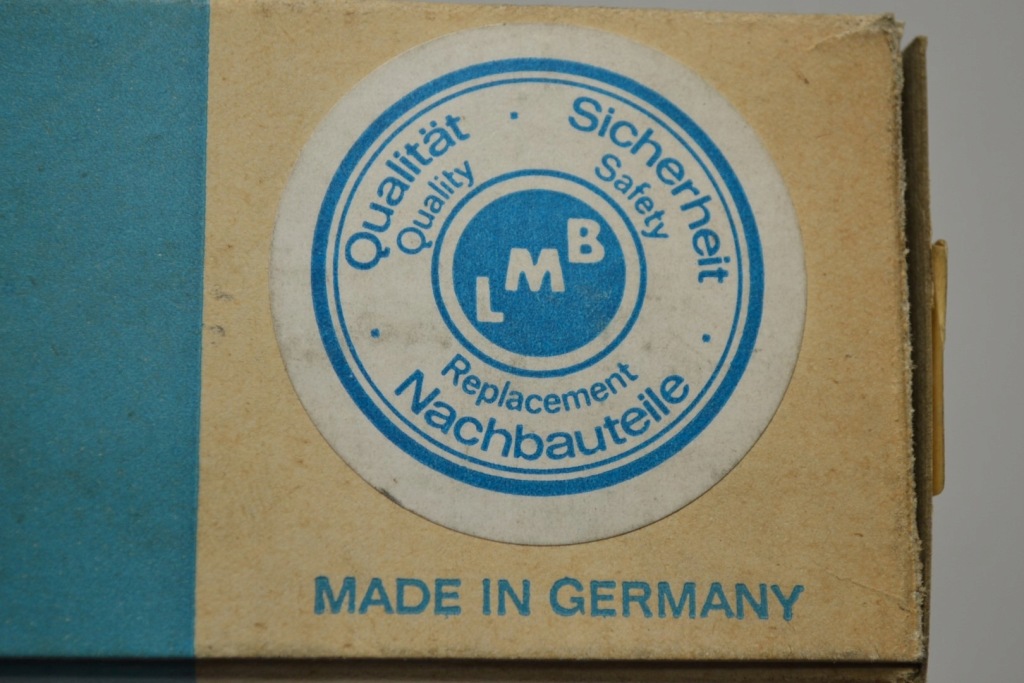 Qualität · Sicherheit
Quality Safety
LMB
Replacement
Nachbauteile
MADE IN GERMANY